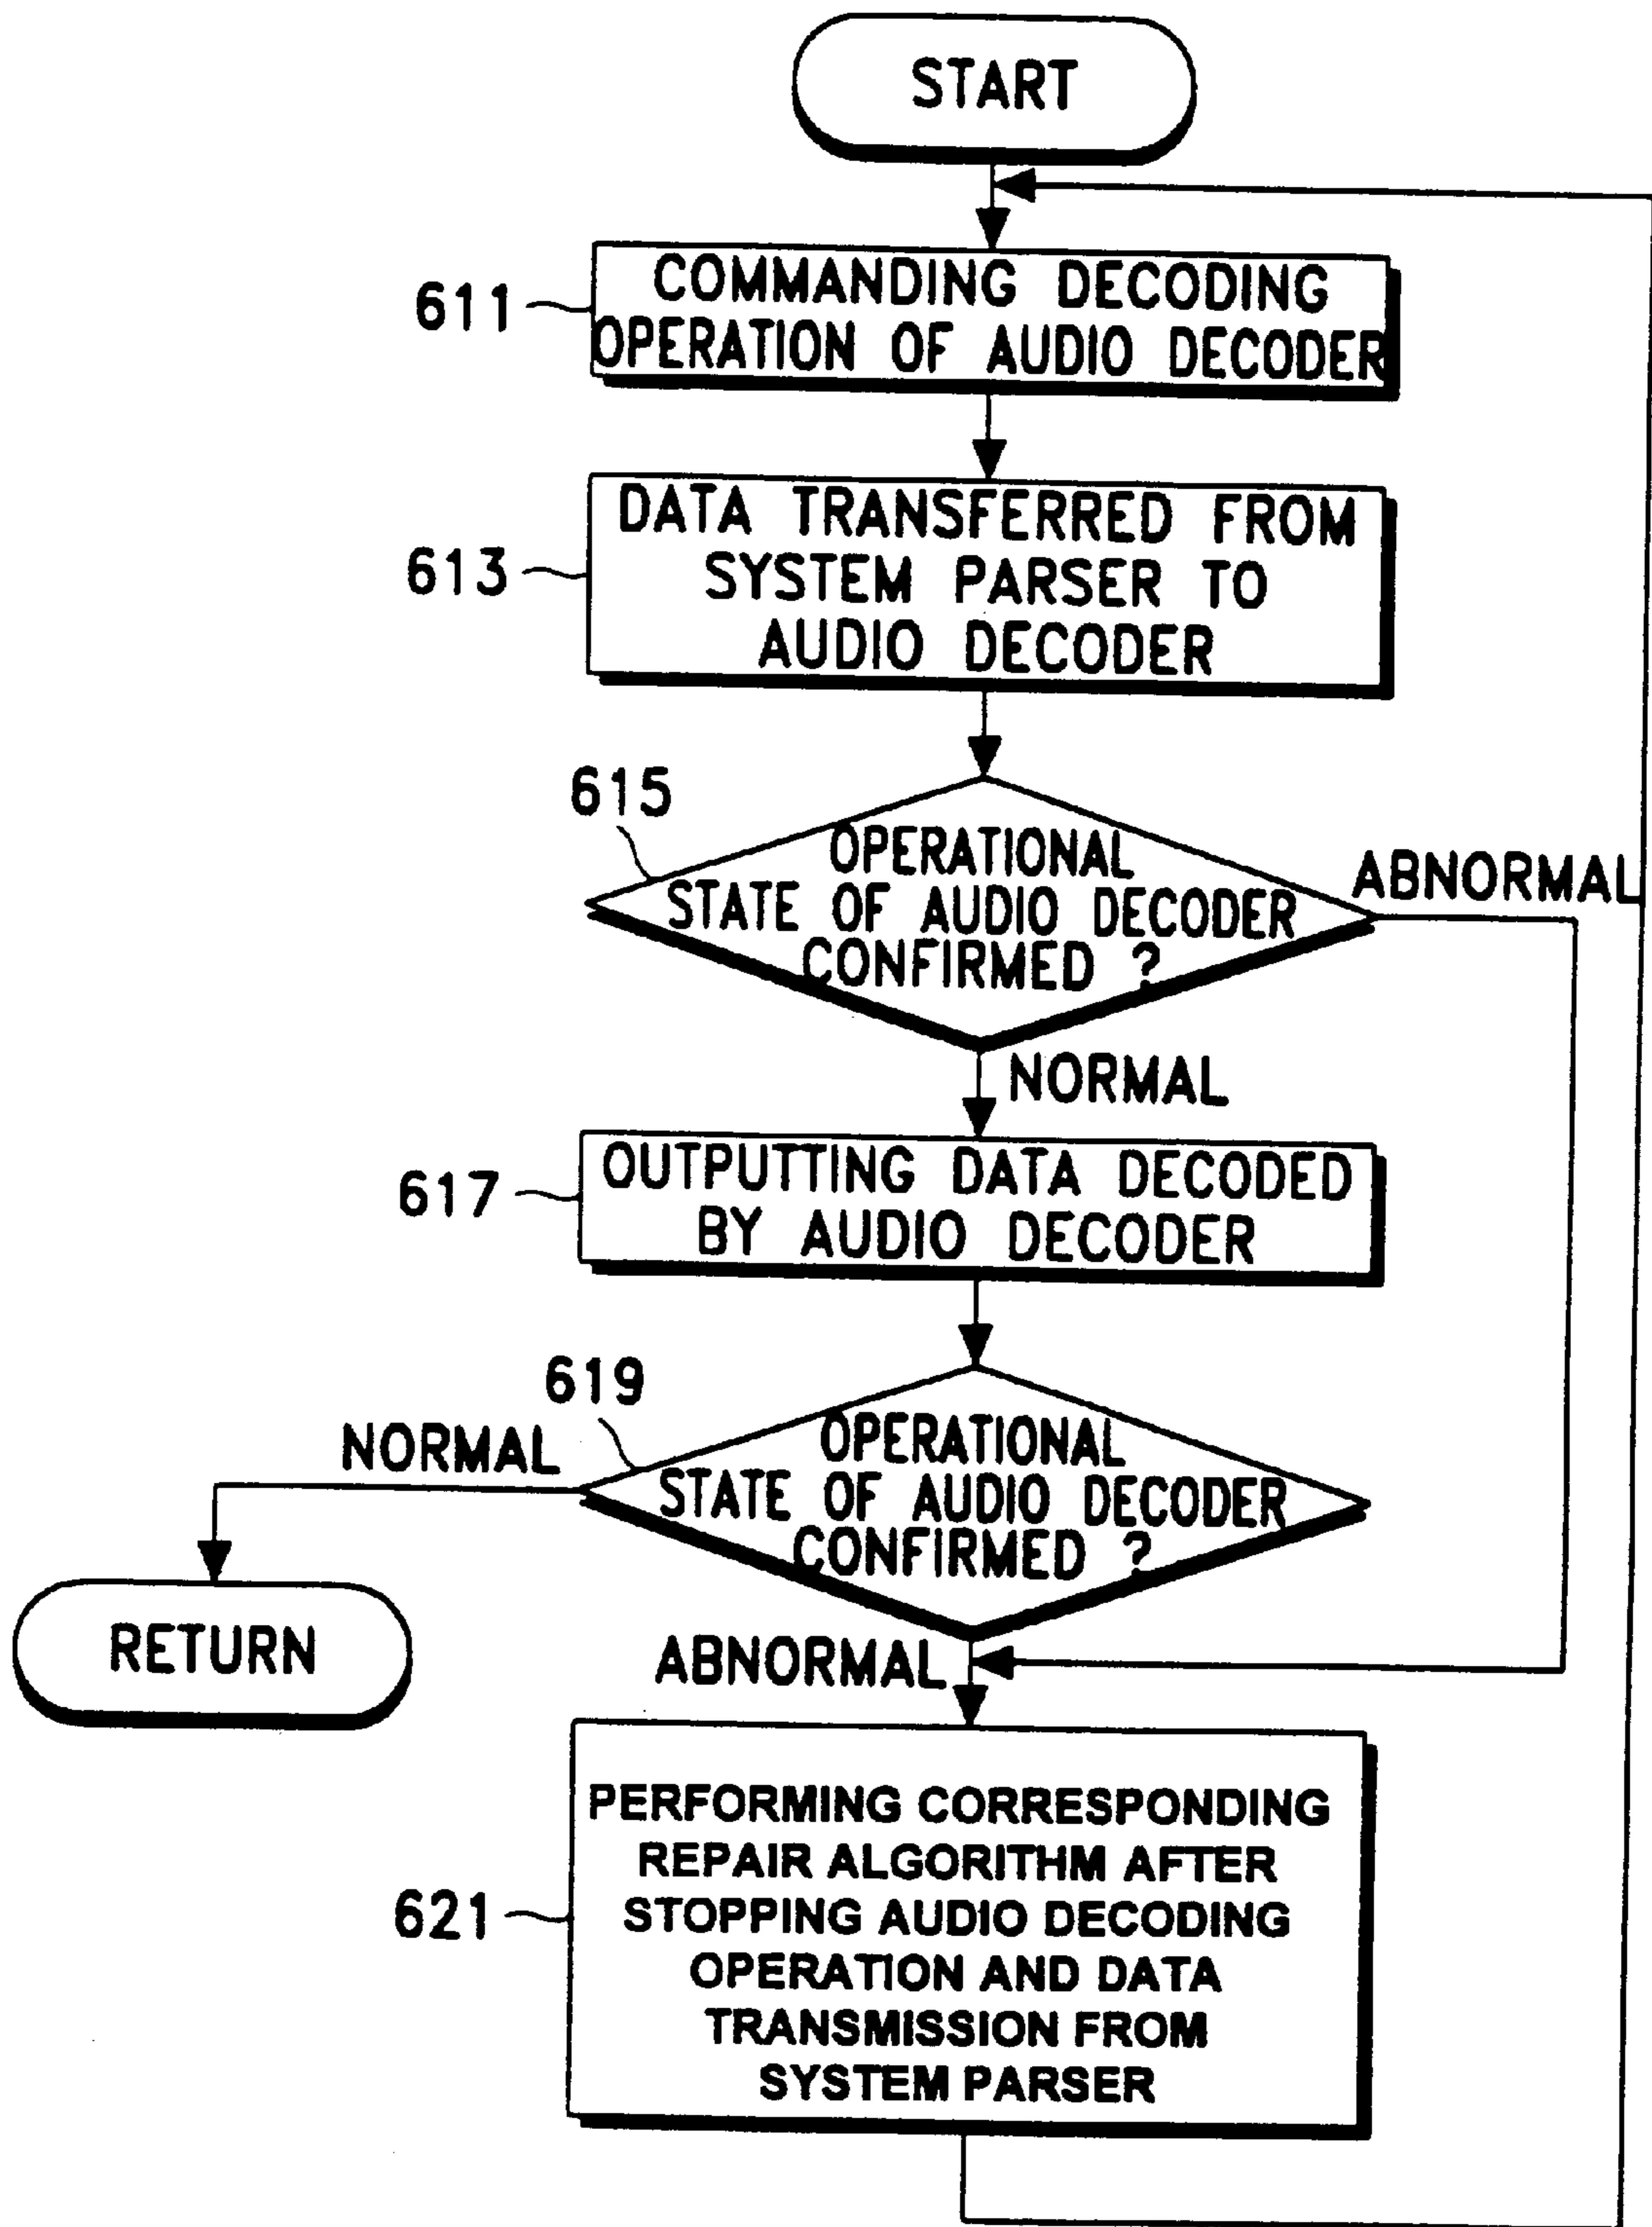 START
611
COMMANDING DECODING
OPERATION OF AUDIO DECODER
613
DATA TRANSFERRED FROM
SYSTEM PARSER TO
AUDIO DECODER
615
OPERATIONAL
STATE OF AUDIO DECODER
CONFIRMED ?
ABNORMAL
NORMAL
617
OUTPUTTING DATA DECODED
BY AUDIO DECODER
619
OPERATIONAL
STATE OF AUDIO DECODER
CONFIRMED ?
NORMAL
RETURN
ABNORMAL
621
PERFORMING CORRESPONDING
REPAIR ALGORITHM AFTER
STOPPING AUDIO DECODING
OPERATION AND DATA
TRANSMISSION FROM
SYSTEM PARSER